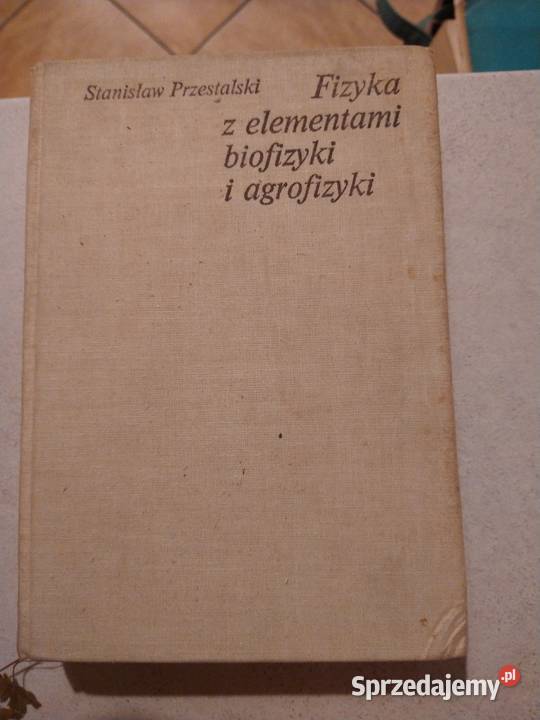 Stanisław Przestalski Fizyka
z elementami
biofizyki
i agrofizyki
Sprzedajemy.pl